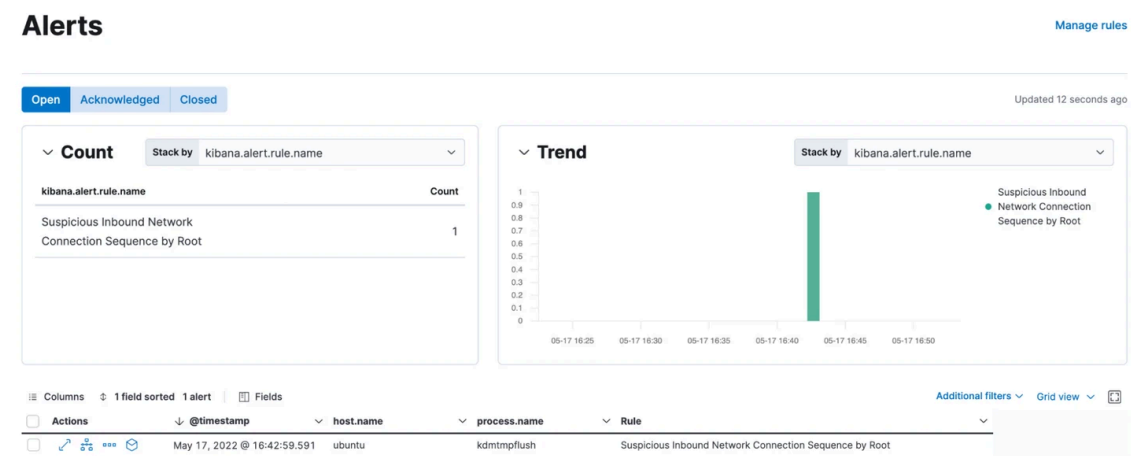 Alerts
Manage rules
Open Acknowledged Closed
Updated 12 seconds ago
Count
Stack by kibana.alert.rule.name
kibana.alert.rule.name Count
Suspicious Inbound Network
Connection Sequence by Root
1
Trend
Stack by kibana.alert.rule.name
1
0.9
0.8
0.7
0.6
0.5
0.4
0.3
0.2
0.1
0
05-17 16:25 05-17 16:30 05-17 16:35 05-17 16:40 05-17 16:45 05-17 16:50
Suspicious Inbound
Network Connection
Sequence by Root
Columns 1 field sorted 1 alert Fields
Additional filters Grid view
Actions @timestamp host.name process.name Rule
May 17, 2022 @ 16:42:59.591 ubuntu kdmtmpflush Suspicious Inbound Network Connection Sequence by Root